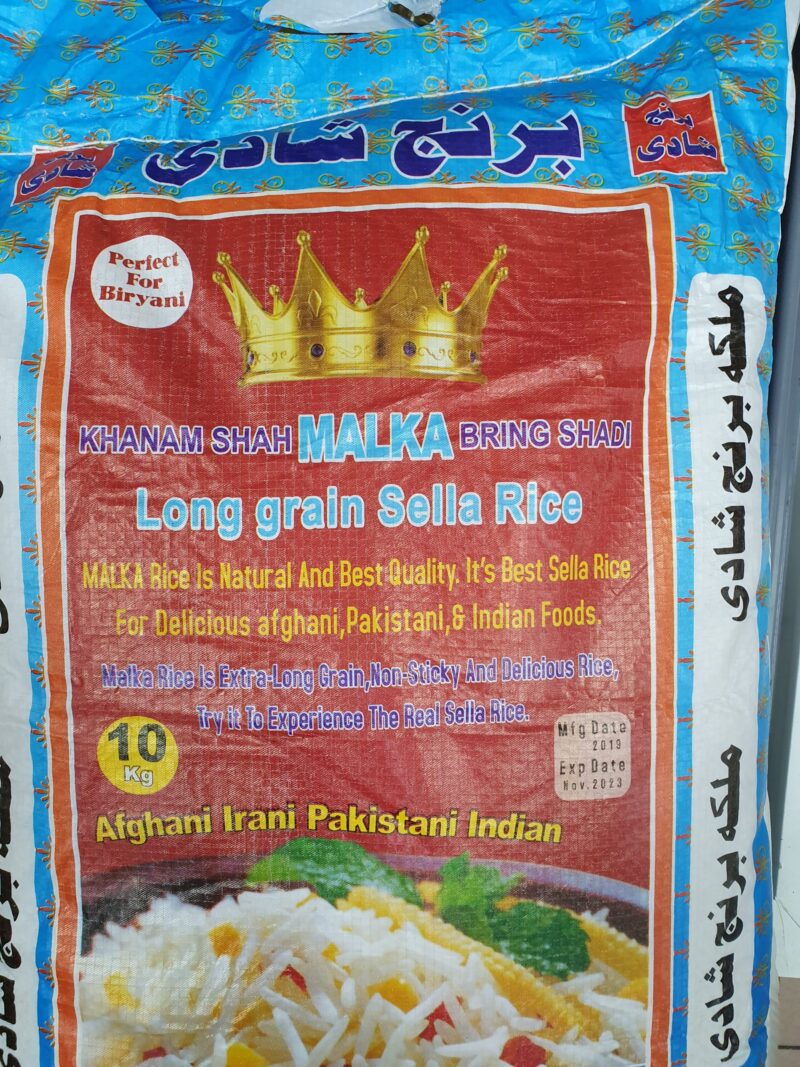 برنج شادی
برنج
شادی
برنج
شادی
Perfect
For
Biryani
KHANAM SHAH MALKA BRING SHADI
Long grain Sella Rice
MALKA Rice Is Natural And Best Quality. It's Best Sella Rice
For Delicious afghani,Pakistani,& Indian Foods.
Malka Rice Is Extra-Long Grain,Non-Sticky And Delicious Rice,
Try it To Experience The Real Sella Rice.
10
Kg
Mfg Date
2019
Exp Date
Nov.2023
Afghani Irani Pakistani Indian
ملکه برنج شادی
ملکه برنج شادی